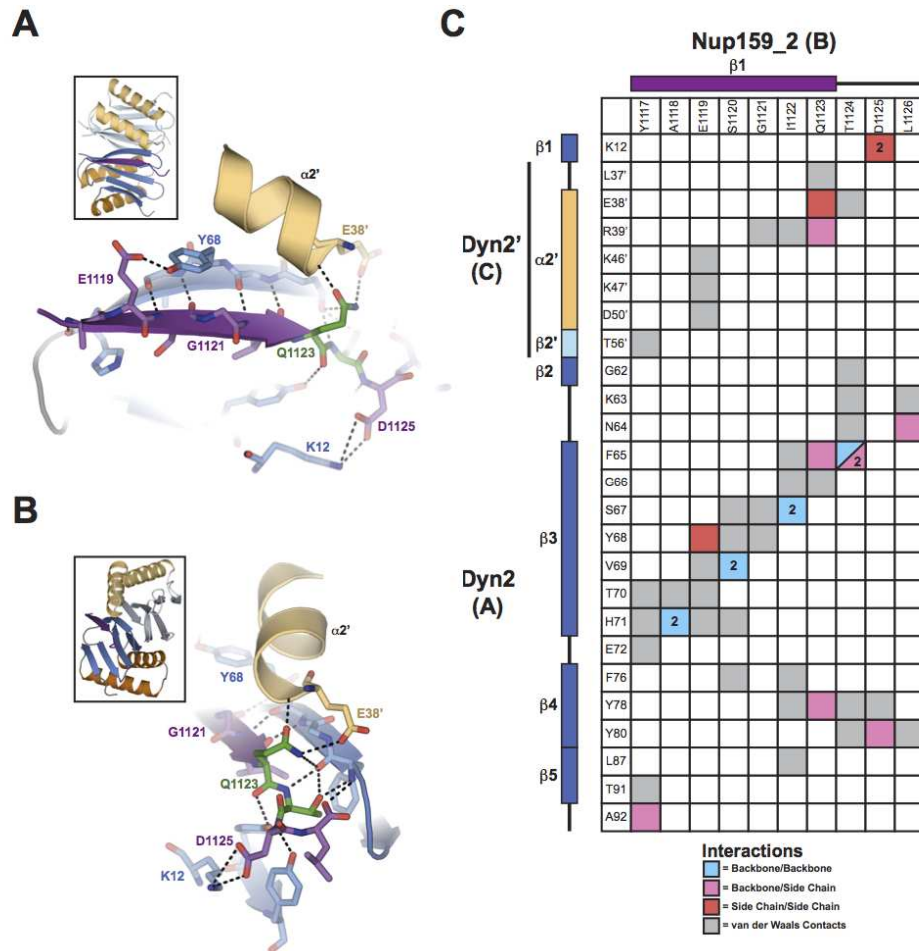 A
α2'
E38'
Y68
E1119
G1121
Q1123
D1125
K12
B
α2'
Y68
E38'
G1121
Q1123
D1125
K12
C
Nup159_2 (B)
β1
Y1117 A1118 E1119 S1120 G1121 I1122 Q1123 T1124 D1125 L1126
β1 K12 2
L37'
E38'
Dyn2' (C) α2' R39'
K46'
K47'
D50'
β2' T56'
β2 G62
K63
N64
F65 2
G66
S67 2
β3 Y68
Dyn2 (A) V69 2
T70
H71 2
E72
F76
β4 Y78
Y80
β5 L87
T91
A92
Interactions
= Backbone/Backbone
= Backbone/Side Chain
= Side Chain/Side Chain
= van der Waals Contacts